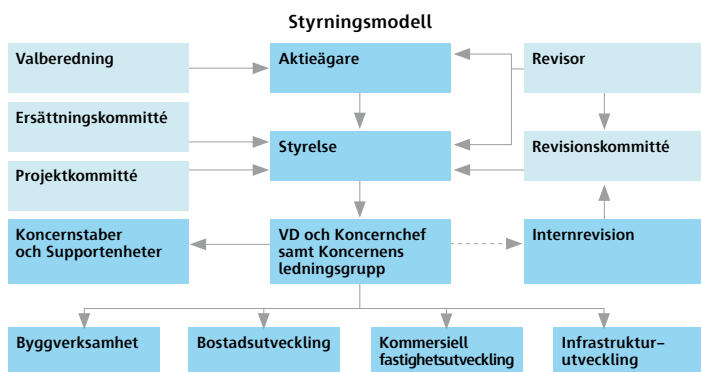 Styrningsmodell
Valberedning
Aktieägare
Revisor
Ersättningskommitté
Styrelse
Revisionskommitté
Projektkommitté
Koncernstaber
och Supportenheter
VD och Koncernchef
samt Koncernens
ledningsgrupp
Internrevision
Byggverksamhet
Bostadsutveckling
Kommersiell
fastighetsutveckling
Infrastruktur–
utveckling